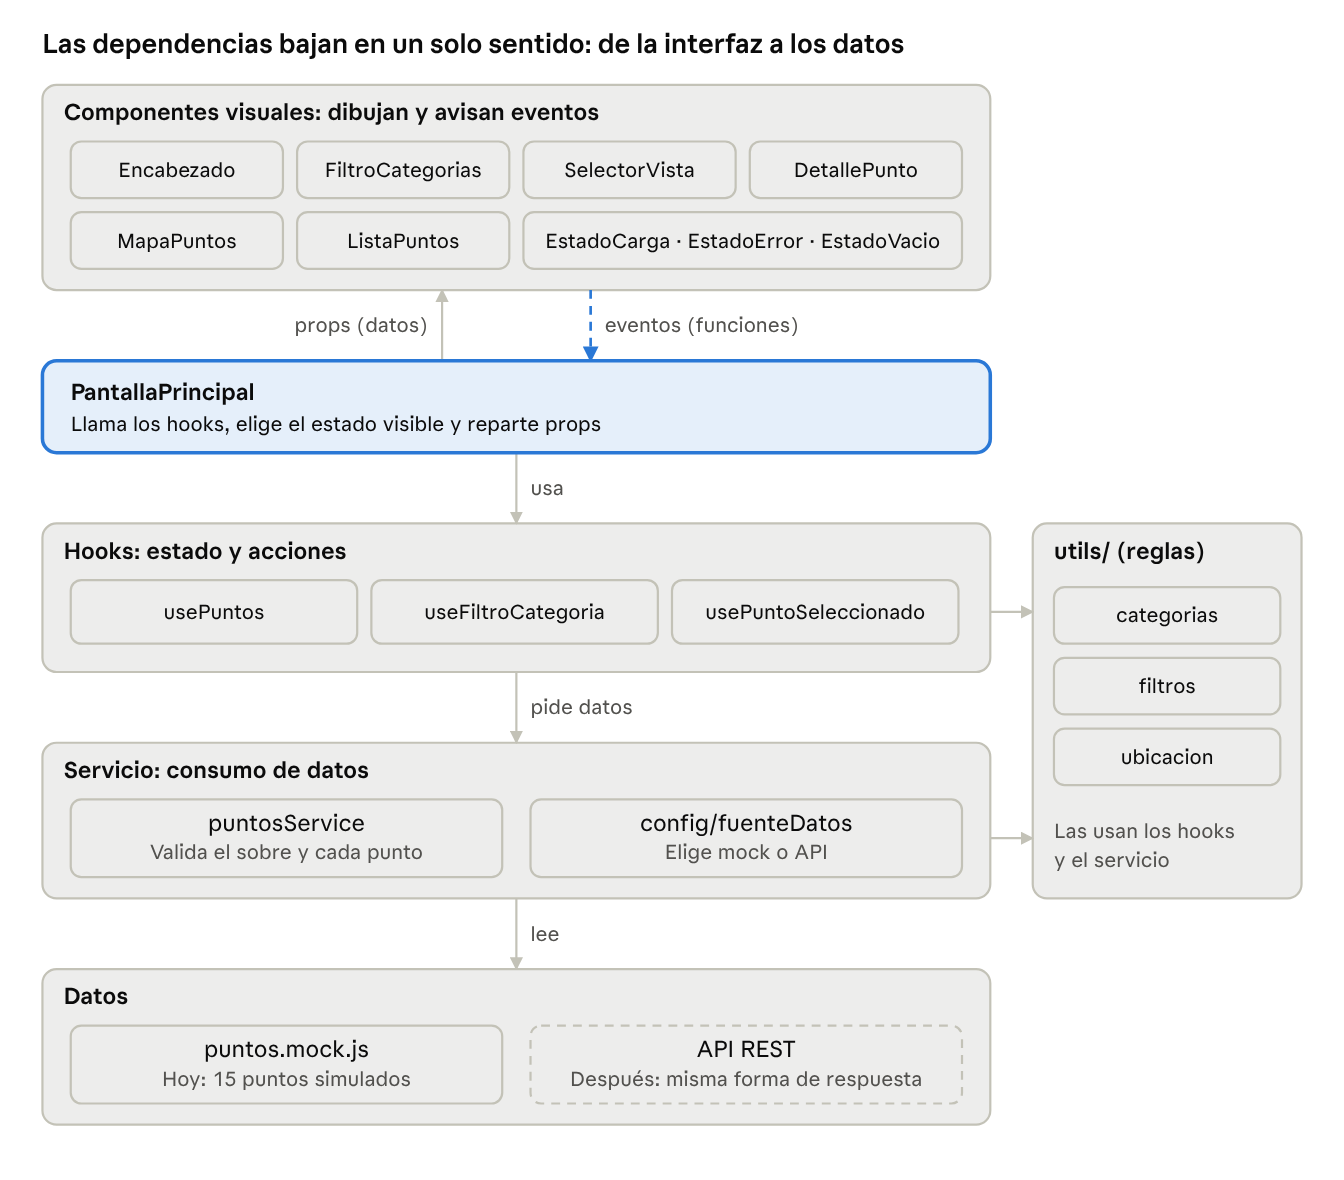 Las dependencias bajan en un solo sentido: de la interfaz a los datos
Componentes visuales: dibujan y avisan eventos
Encabezado
FiltroCategorias
SelectorVista
DetallePunto
MapaPuntos
ListaPuntos
EstadoCarga · EstadoError · EstadoVacio
props (datos)
eventos (funciones)
PantallaPrincipal
Llama los hooks, elige el estado visible y reparte props
usa
Hooks: estado y acciones
usePuntos
useFiltroCategoria
usePuntoSeleccionado
utils/ (reglas)
categorias
filtros
ubicacion
Las usan los hooks
y el servicio
pide datos
Servicio: consumo de datos
puntosService
Valida el sobre y cada punto
config/fuenteDatos
Elige mock o API
lee
Datos
puntos.mock.js
Hoy: 15 puntos simulados
API REST
Después: misma forma de respuesta